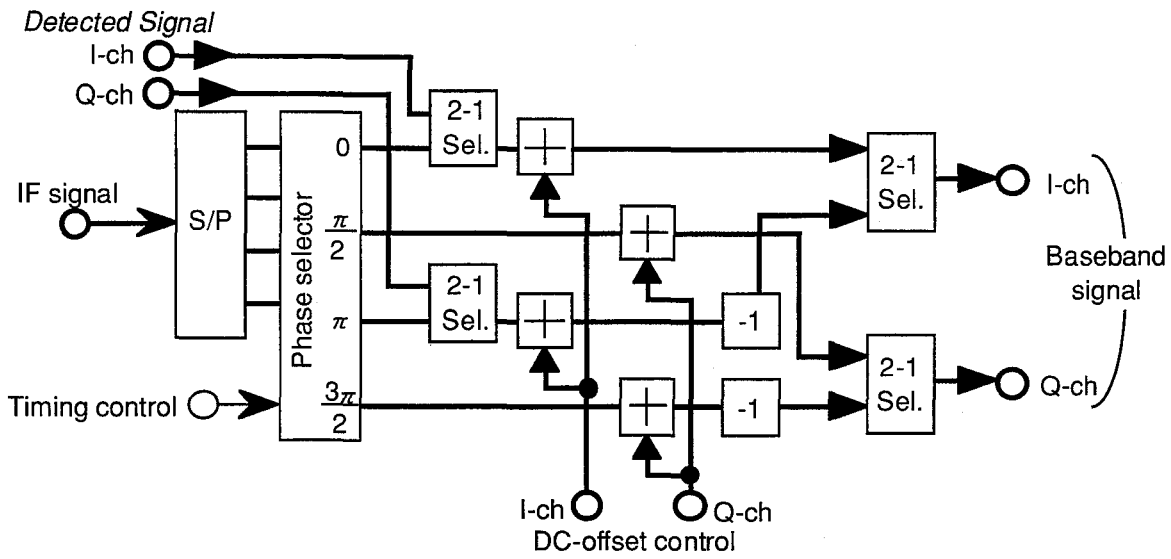 Detected Signal
I-ch
Q-ch
IF signal
S/P
Timing control
Phase selector
0
π
2
π
3π
2
2-1
Sel.
2-1
Sel.
-1
-1
2-1
Sel.
2-1
Sel.
I-ch
Q-ch
Baseband
signal
I-ch
Q-ch
DC-offset control